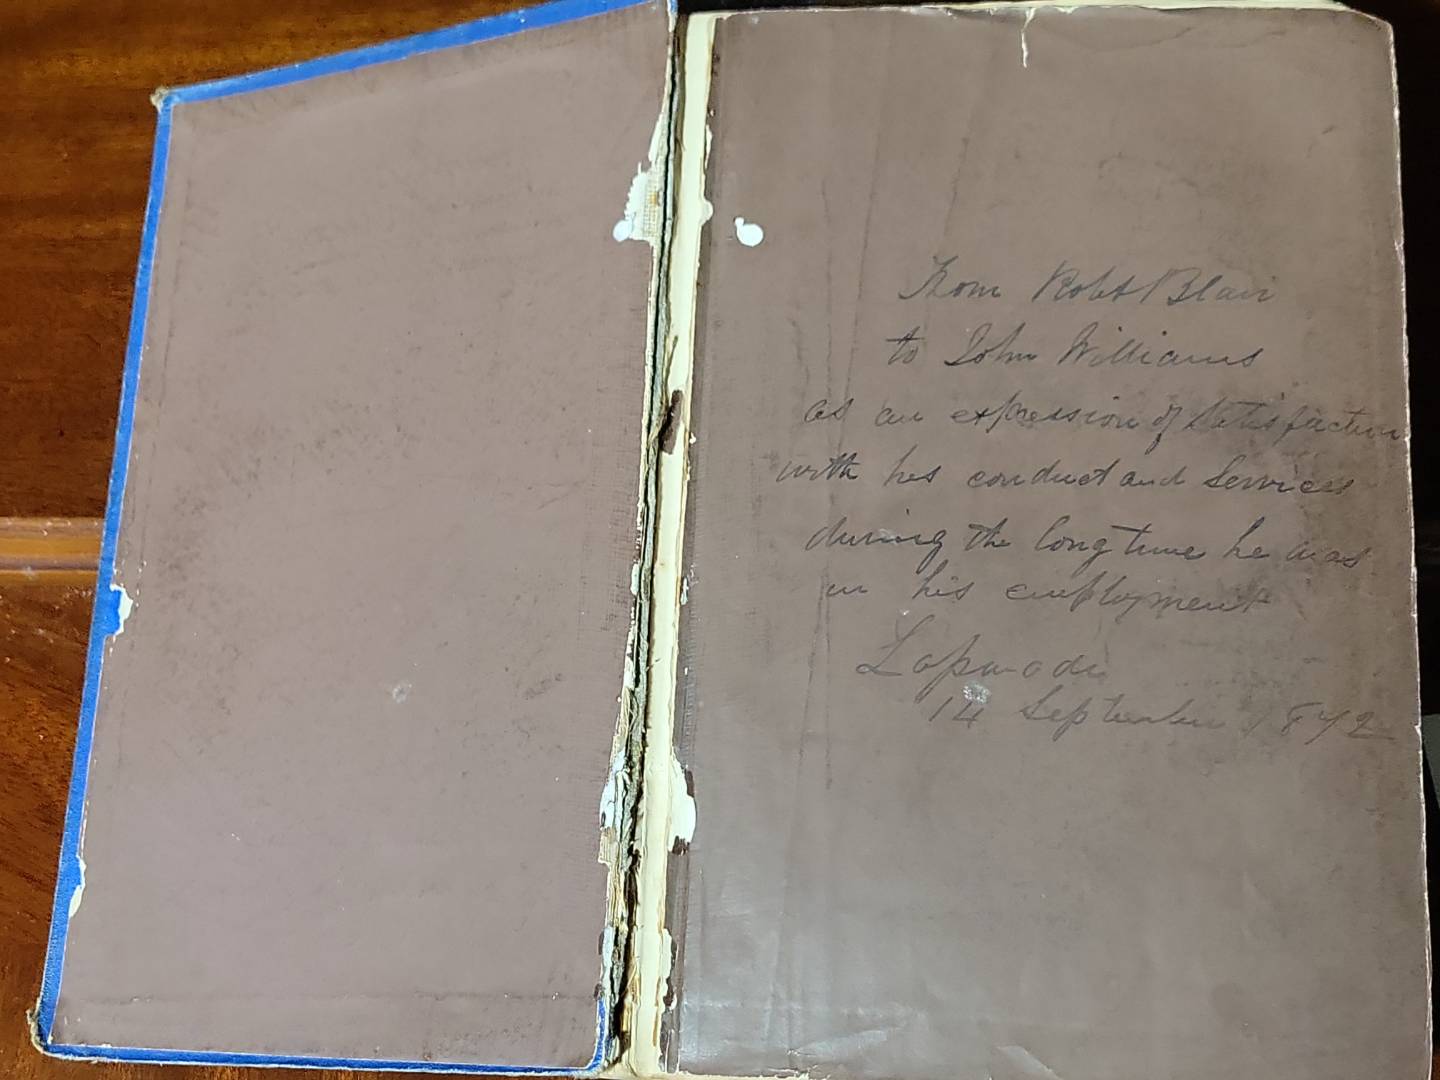 From Robt Blair
to John Williams
as an expression of Satisfaction
with his conduct and Services
during the long time he was
in his employment
14 September 1872